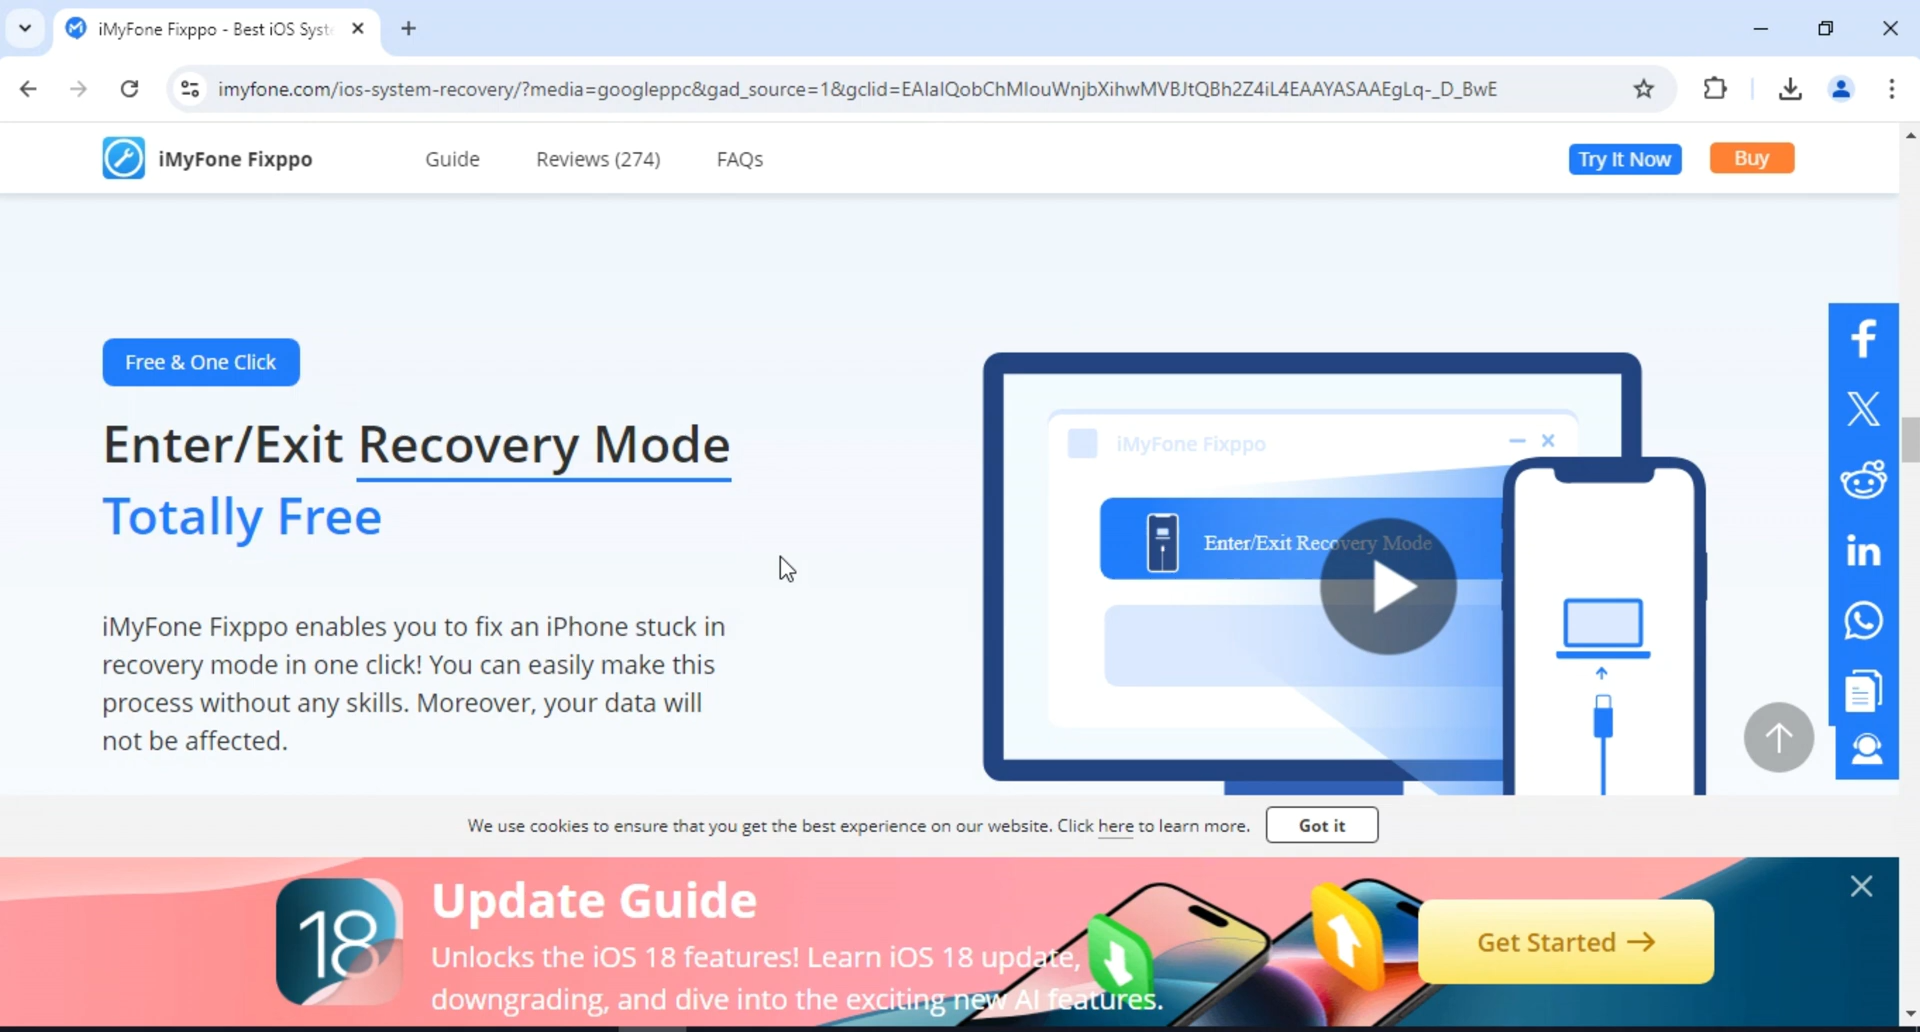 iMyFone Fixppo - Best iOS Syst
imyfone.com/ios-system-recovery/?media=googleppc&gad_source=1&gclid=EAIaIQobChMIouWnjbXihwMVBJtQBh2Z4iL4EAAYASAAEgLq-_D_BwE
iMyFone Fixppo
Guide
Reviews (274)
FAQs
Try It Now
Buy
Free & One Click
Enter/Exit Recovery Mode
Totally Free
iMyFone Fixppo enables you to fix an iPhone stuck in
recovery mode in one click! You can easily make this
process without any skills. Moreover, your data will
not be affected.
iMyFone Fixppo
Enter/Exit Recovery Mode
We use cookies to ensure that you get the best experience on our website. Click here to learn more.
Got it
18
Update Guide
Unlocks the iOS 18 features! Learn iOS 18 update,
downgrading, and dive into the exciting new AI features.
Get Started →